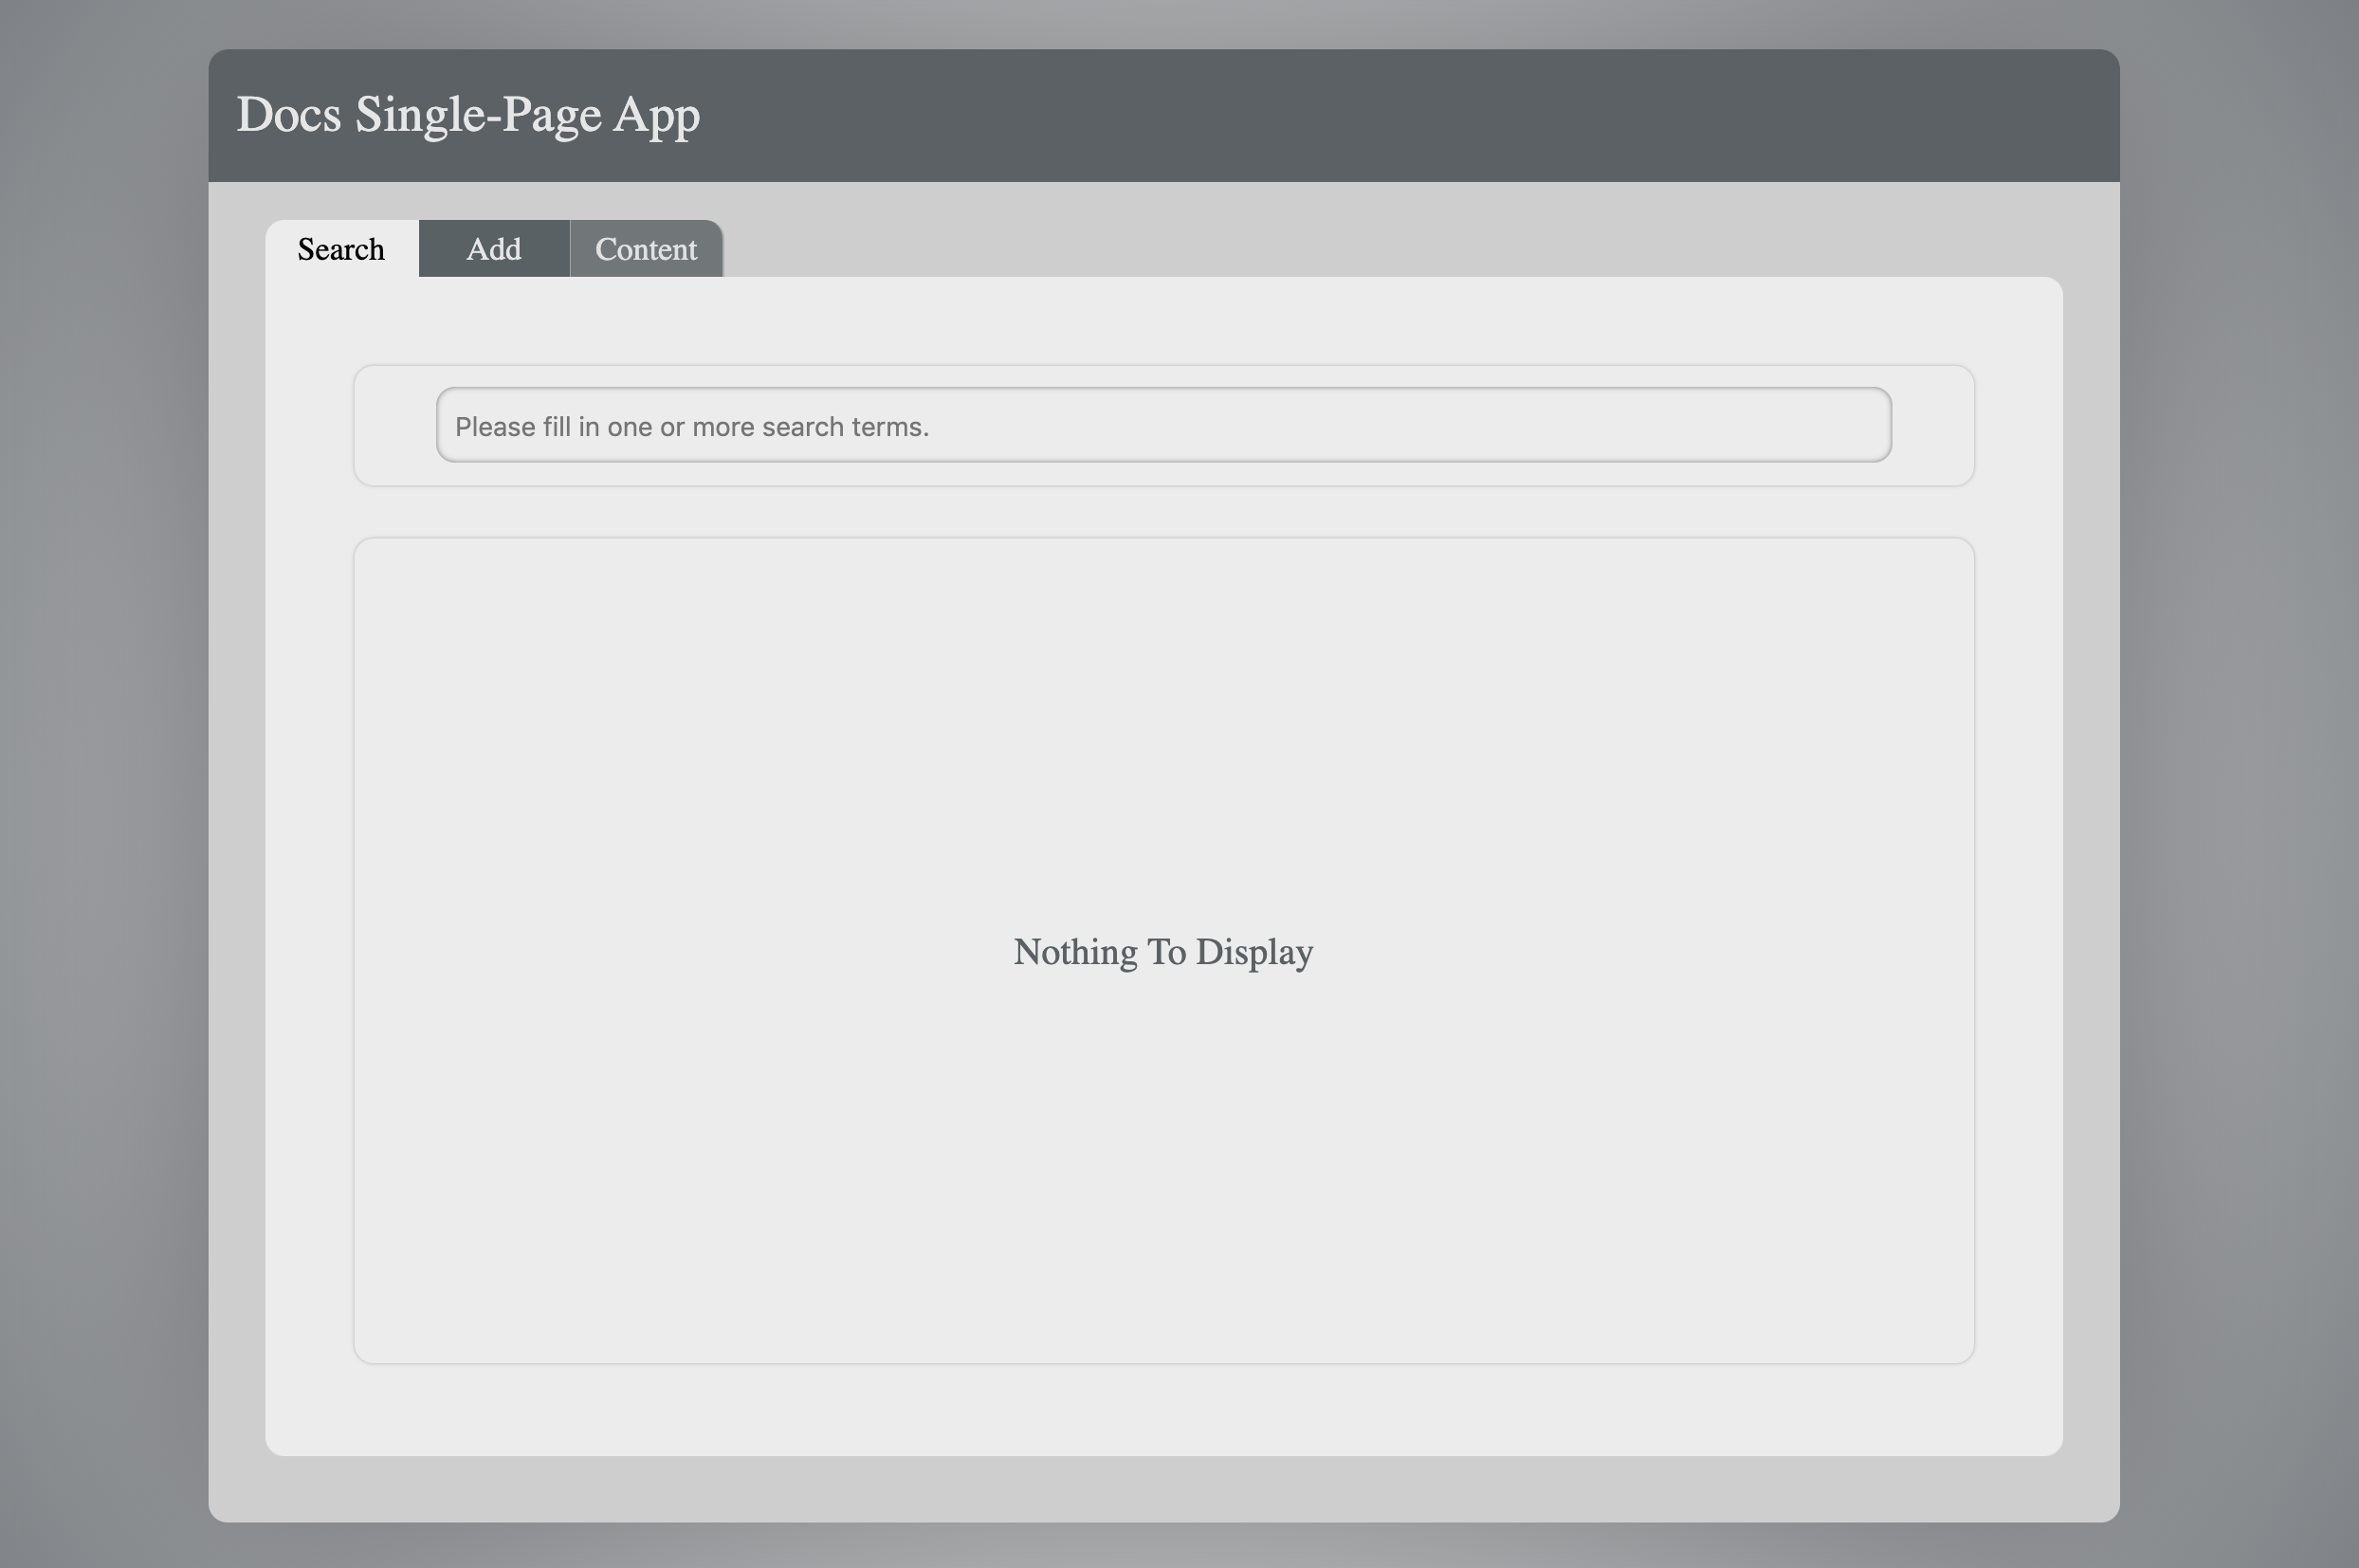 Docs Single-Page App
Search Add Content
Please fill in one or more search terms.
Nothing To Display